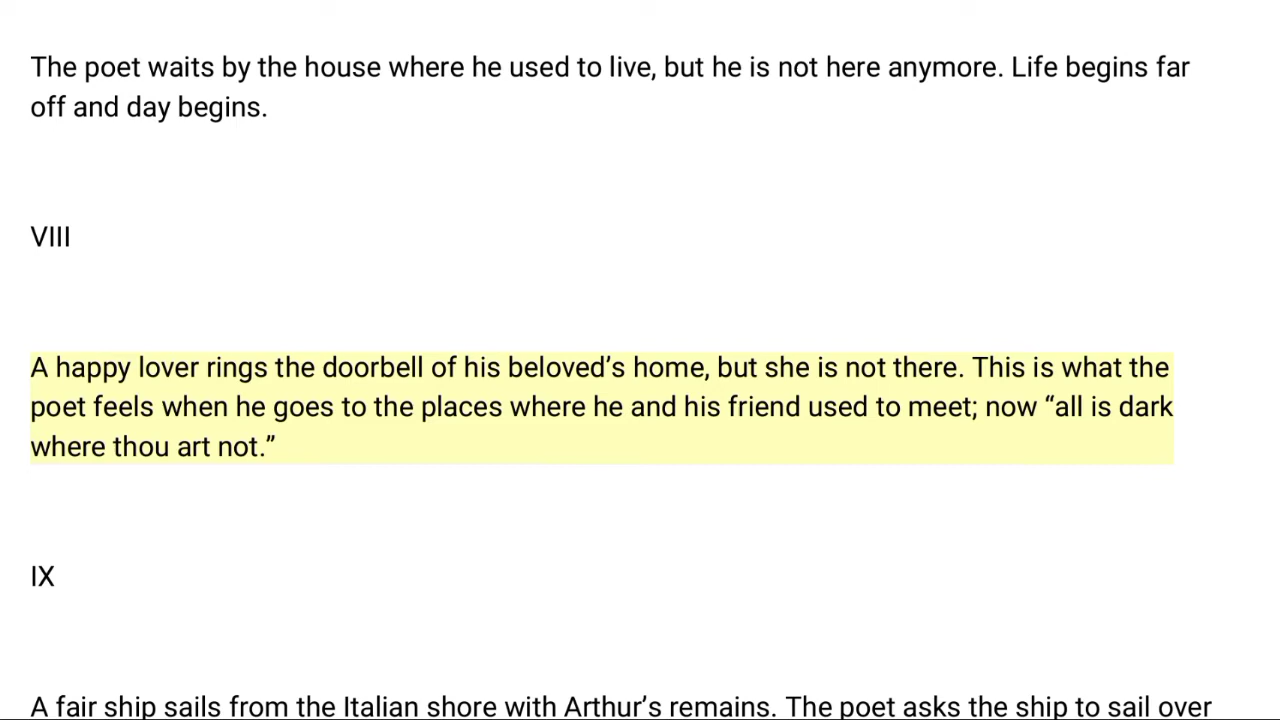 The poet waits by the house where he used to live, but he is not here anymore. Life begins far
off and day begins.
VIII
A happy lover rings the doorbell of his beloved’s home, but she is not there. This is what the
poet feels when he goes to the places where he and his friend used to meet; now “all is dark
where thou art not.”
IX
A fair ship sails from the Italian shore with Arthur’s remains. The poet asks the ship to sail over